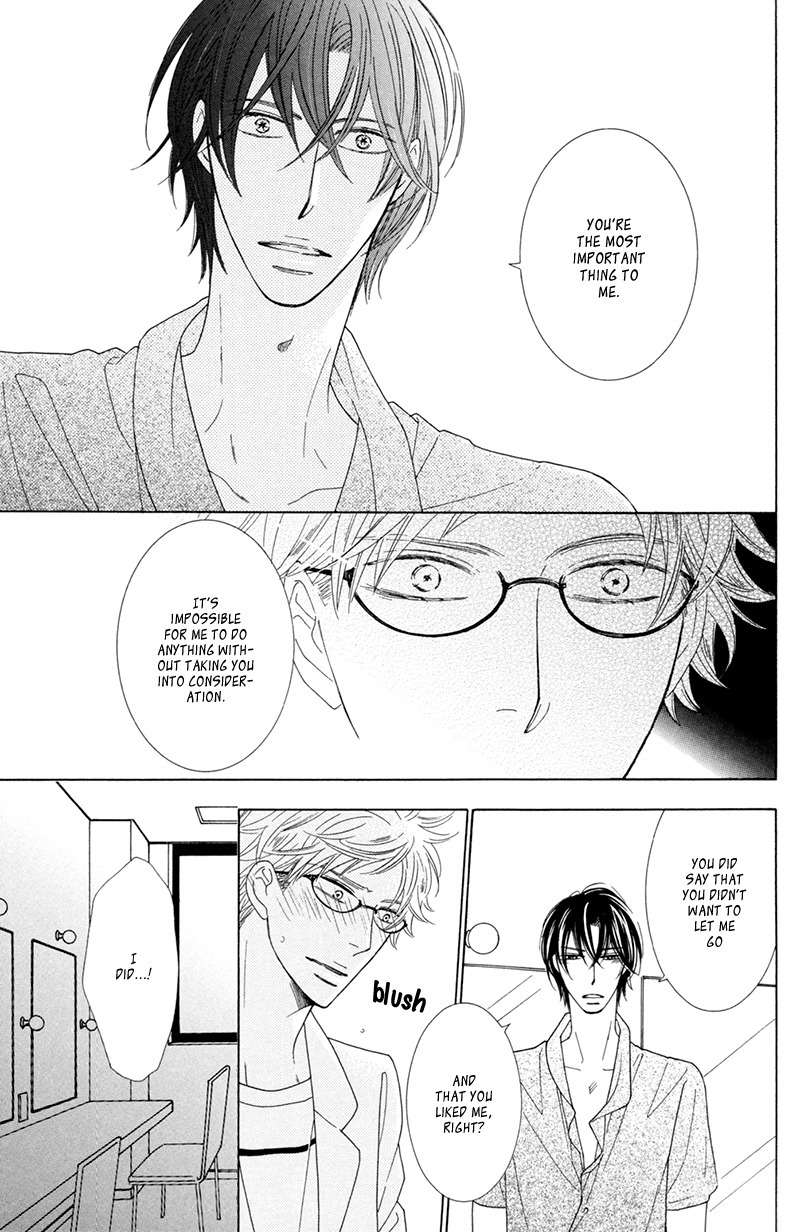 YOU'RE
THE MOST
IMPORTANT
THING TO
ME.
IT'S
IMPOSSIBLE
FOR ME TO DO
ANYTHING WITH-
OUT TAKING YOU
INTO CONSIDER-
ATION.
YOU DID
SAY THAT
YOU DIDN'T
WANT TO
LET ME
GO
AND
THAT YOU
LIKED ME,
RIGHT?
blush
I
DID...!